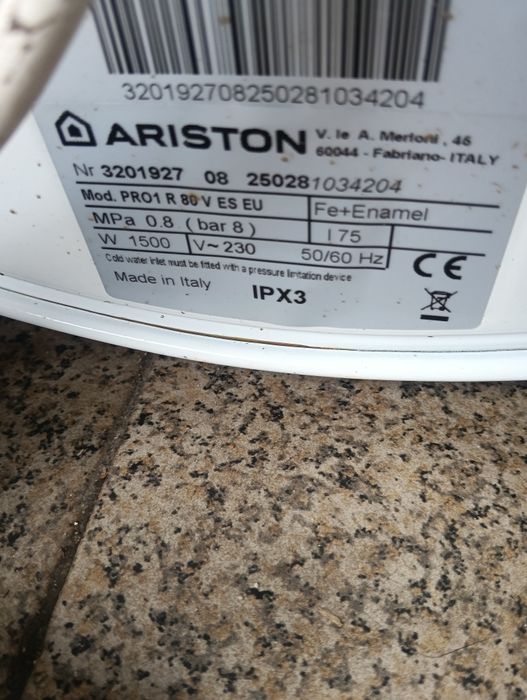 320192708250281034204
ARISTON V. le A. Merloni , 45
60044 - Fabriano- ITALY
Nr 3201927 08 250281034204
Mod. PRO1 R 80 V ES EU Fe+Enamel
MPa 0.8 ( bar 8 ) l 75
W 1500 V~230 50/60 Hz
Cold water inlet must be fitted with a pressure limitation device
CE
Made in Italy IPX3